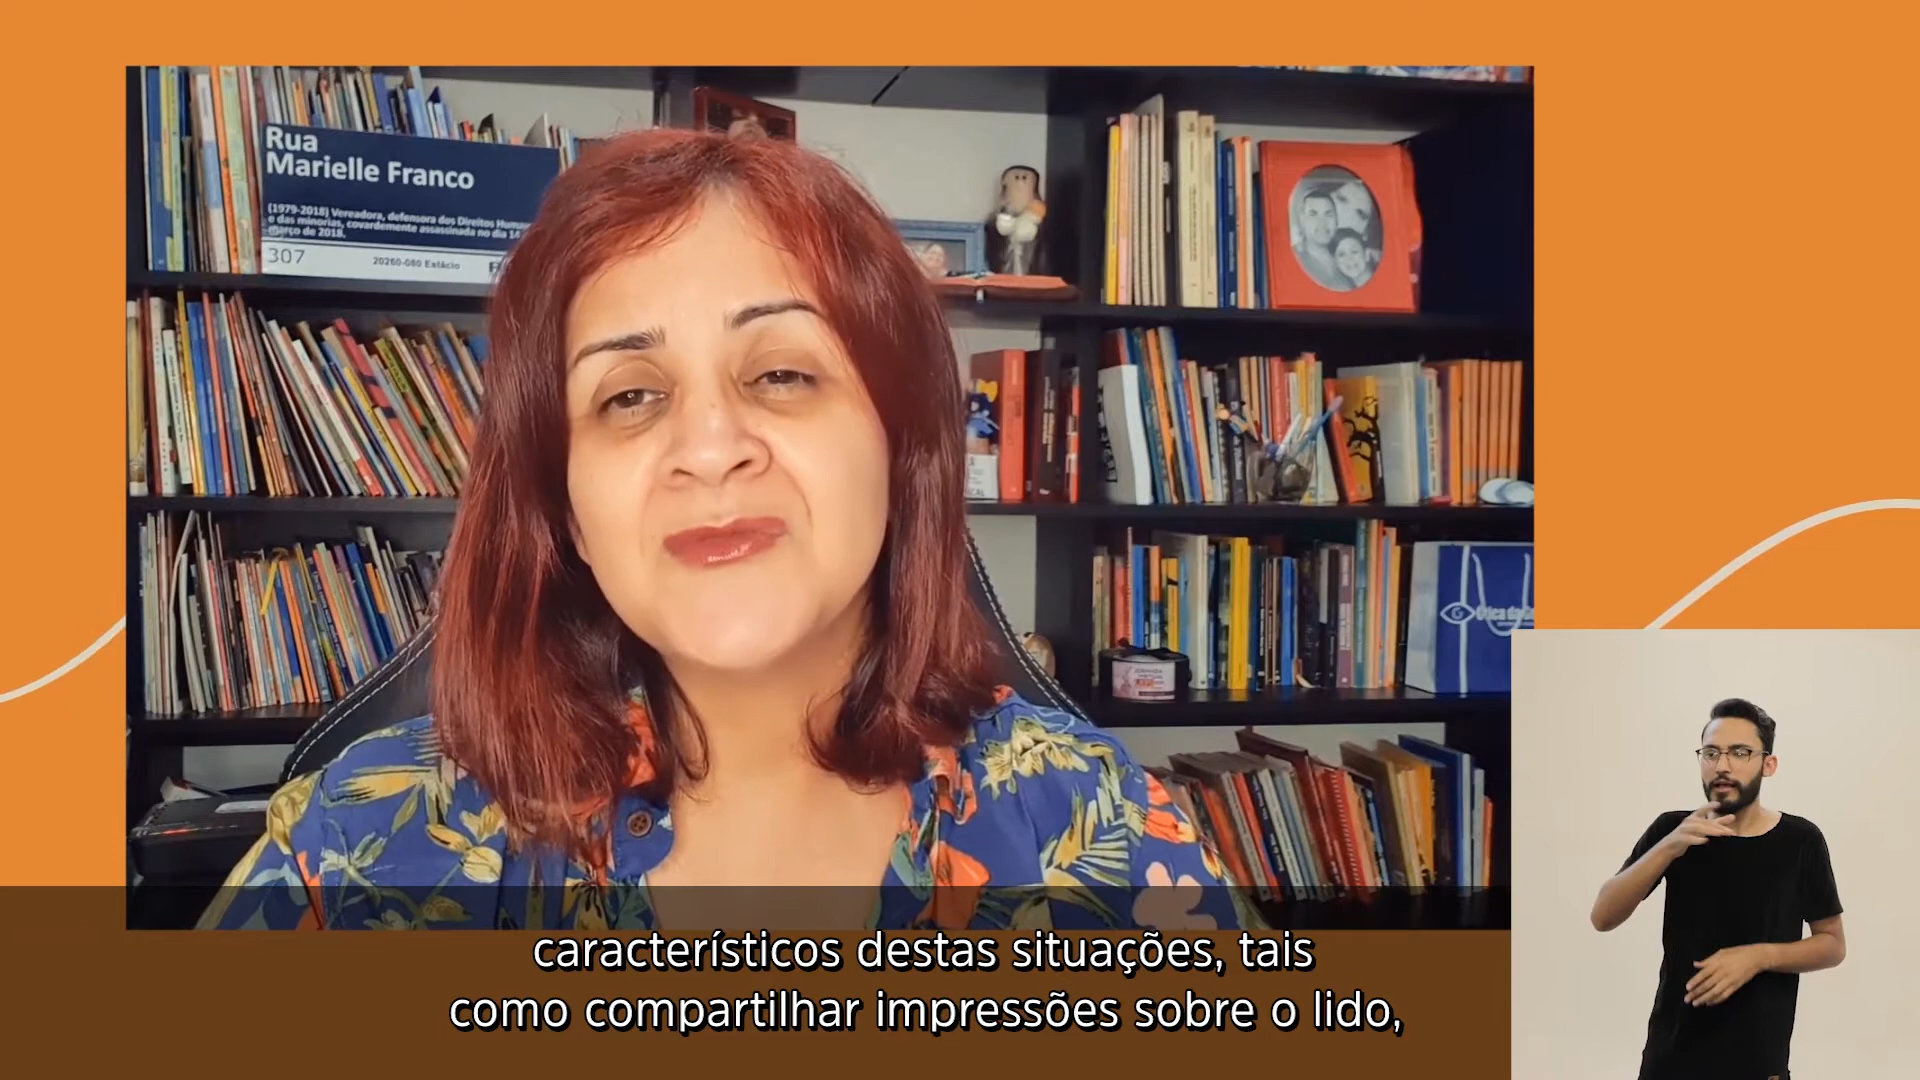 Rua
Marielle Franco
(1979-2018) Vereadora, defensora dos Direitos
e das minorias, covardemente assassinada no dia 14
março de 2018.
307
20260-080 Estácio
característicos destas situações, tais
como compartilhar impressões sobre o lido,